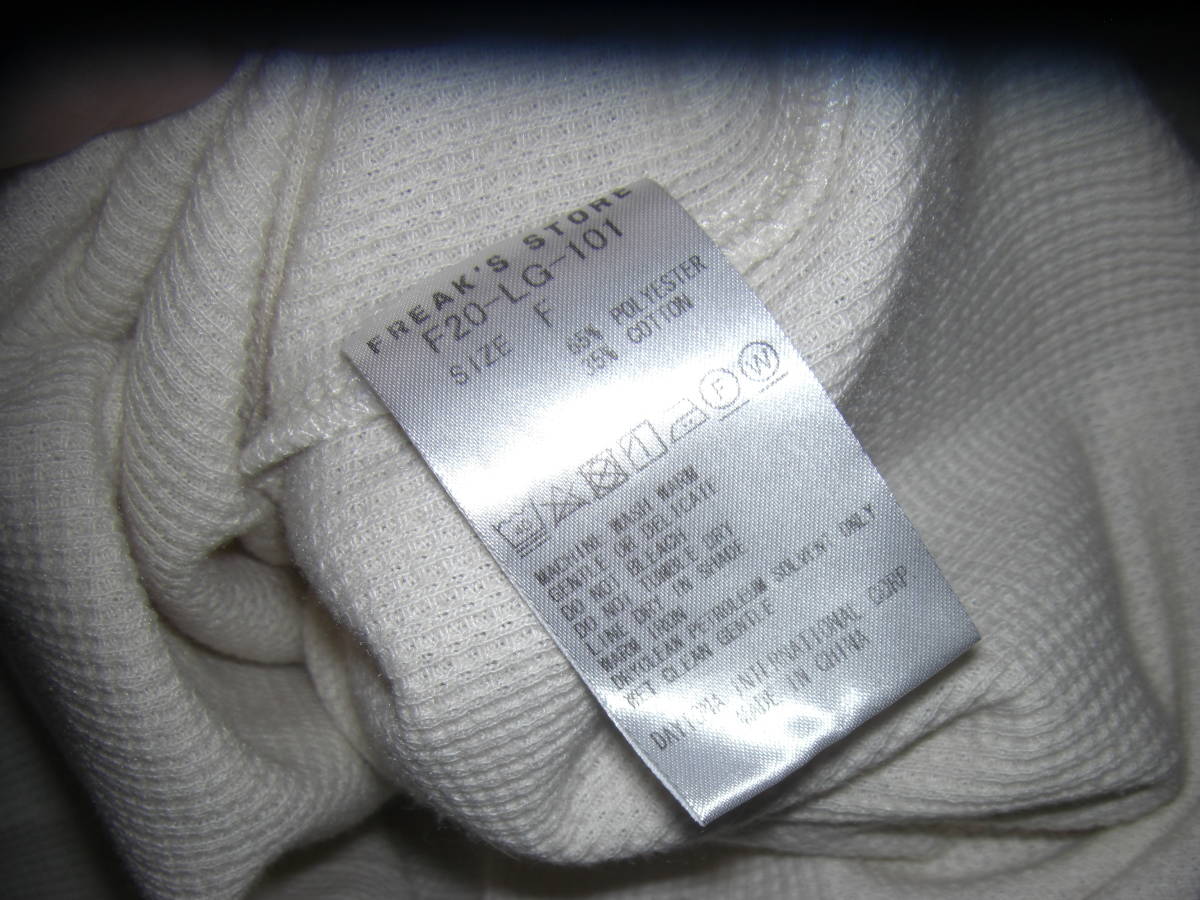 FREAK'S STORE
F20-LG-101
SIZE F
65% POLYESTER
35% COTTON
F W
MACHINE WASH WARM
GENTLE OR DELICATE
DO NOT BLEACH
DO NOT TUMBLE DRY
LINE DRY IN SHADE
WARM IRON
DRYCLEAN PETROLEUM SOLVENT ONLY
WET CLEAN GENTLE
DAYTONA INTERNATIONAL CORP
MADE IN CHINA